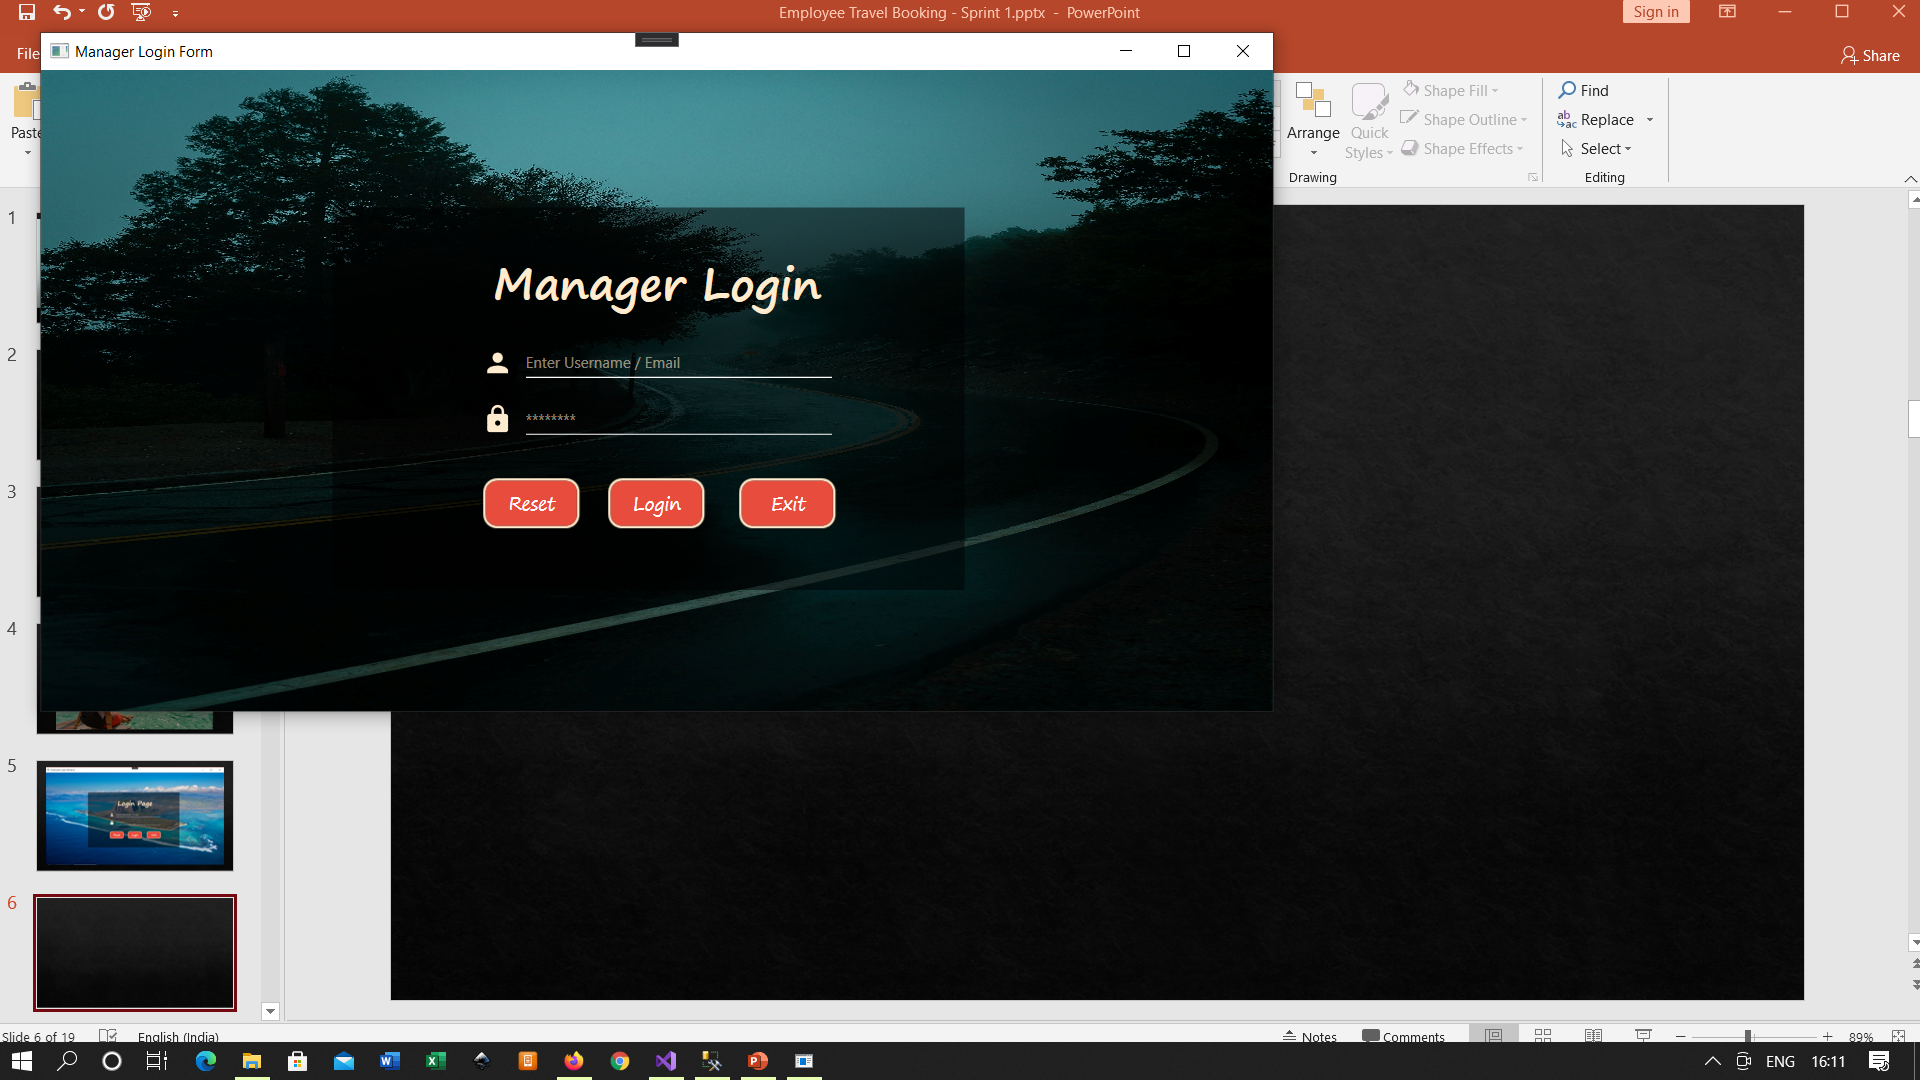 Employee Travel Booking - Sprint 1.pptx - PowerPoint
Sign in
File
Manager Login Form
Share
Paste
Arrange
Quick
Styles
Shape Fill
Shape Outline
Shape Effects
Find
Replace
Select
Drawing
Editing
Manager Login
Enter Username / Email
********
Reset
Login
Exit
1
2
3
4
5
Login Page
6
Slide 6 of 19
English (India)
Notes
Comments
89%
ENG
16:11